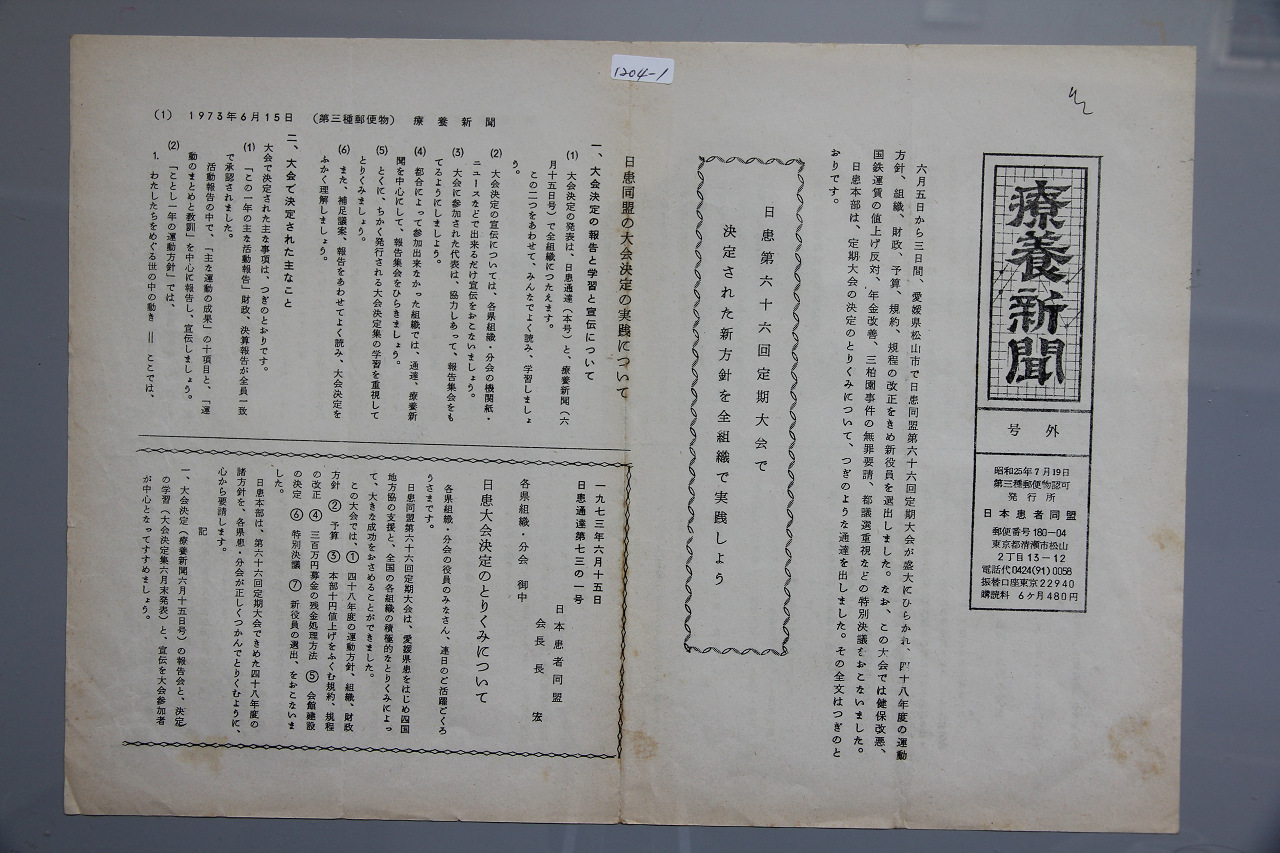 1204-1
療養新聞
号外
昭和25年7月19日
第三種郵便物認可
発行所
日本患者同盟
郵便番号180-04
東京都清瀬市松山
2丁目13-12
電話代0424(91)0058
振替口座東京22940
購読料 6ケ月480円
六月五日から三日間、愛媛県松山市で日患同盟第六十六回定期大会が盛大にひらかれ、四十八年度の運動
方針、組織、財政、予算、規約、規程の改正をきめ新役員を選出しました。なお、この大会では健保改悪、
国鉄運賃の値上げ反対、年金改善、三柏園事件の無罪要請、都議選重視などの特別決議をおこないました。
日患本部は、定期大会の決定のとりくみについて、つぎのような通達を出しました。その全文はつぎのと
おりです。
日患第六十六回定期大会で
決定された新方針を全組織で実践しよう
(1) 1973年6月15日 (第三種郵便物) 療養新聞
一九七三年六月十五日
日患通達第七三の一号
日本患者同盟
会長 長 宏
各県組織・分会 御中
日患大会決定のとりくみについて
各県組織・分会の役員のみなさん、連日のご活躍ごくろ
うさまです。
日患同盟第六十六回定期大会は、愛媛県患をはじめ四国
地方協の支援と、全国の各組織の積極的なとりくみによっ
て、大きな成功をおさめることができました。
この大会では、① 四十八年度の運動方針、組織、財政
方針 ② 予算 ③ 本部十円値上げをふくむ規約、規程
の改正 ④ 三百万円募金の残金処理方法 ⑤ 会館建設
の決定 ⑥ 特別決議 ⑦ 新役員の選出、をおこないま
した。
日患本部は、第六十六回定期大会できめた四十八年度の
諸方針を、各県患・分会が正しくつかんでとりくむように、
心から要請します。
記
一、大会決定(療養新聞六月十五日号)の報告会と、決定
の学習(大会決定集六月末発表)と、宣伝を大会参加者
が中心となってすすめましょう。
日患同盟の大会決定の実践について
一、大会決定の報告と学習と宣伝について
(1) 大会決定の発表は、日患通達(本号)と、療養新聞(六
月十五日号)で全組織につたえます。
この二つをあわせて、みんなでよく読み、学習しましょ
う。
(2) 大会決定の宣伝については、各県組織・分会の機関紙・
ニュースなどで出来るだけ宣伝をおこないましょう。
(3) 大会に参加された代表は、協力しあって、報告集会をも
てるようにしましょう。
(4) 都合によって参加出来なかった組織では、通達、療養新
聞を中心にして、報告集会をひらきましょう。
(5) とくに、ちかく発行される大会決定集の学習を重視して
とりくみましょう。
(6) また、補足議案、報告をあわせてよく読み、大会決定を
ふかく理解しましょう。
二、大会で決定された主なこと
大会で決定された主な事項は、つぎのとおりです。
(1) 「この一年の主な活動報告」財政、決算報告が全員一致
で承認されました。
活動報告の中で、「主な運動の成果」の十項目と、「運
動のまとめと教訓」を中心に報告し、宣伝しましょう。
(2) 「ことし一年の運動方針」では、
1. わたしたちをめぐる世の中の動き ＝ ここでは、